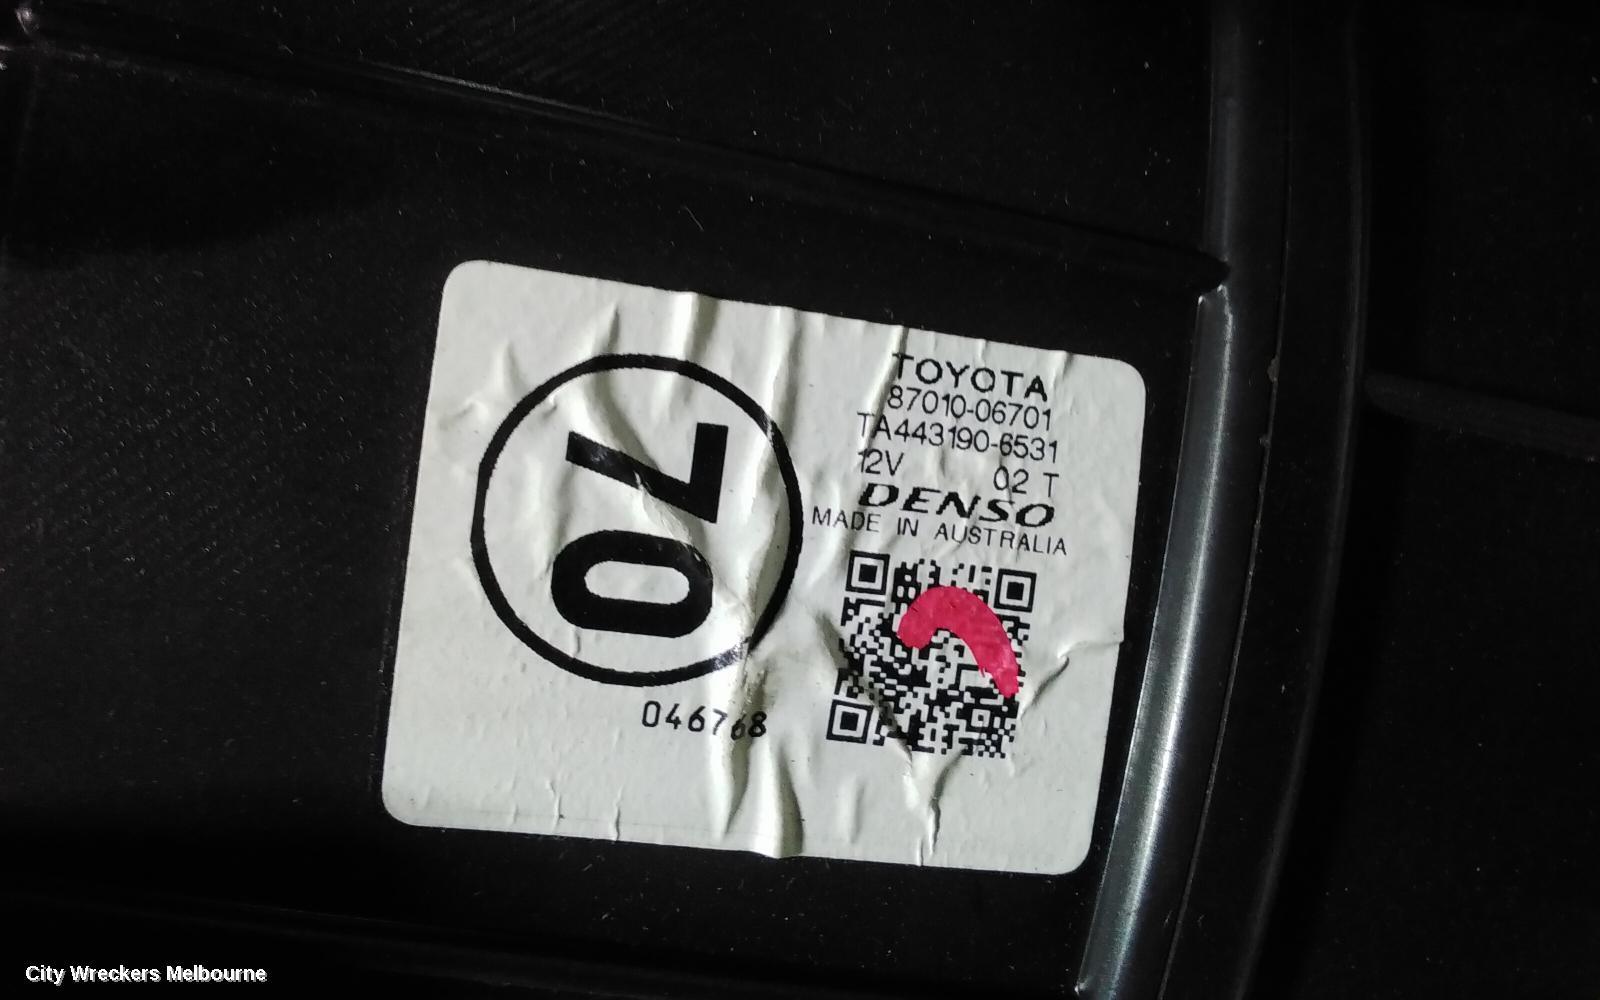 70
TOYOTA
87010-06701
TA443190-6531
12V 02 T
DENSO
MADE IN AUSTRALIA
046768
City Wreckers Melbourne